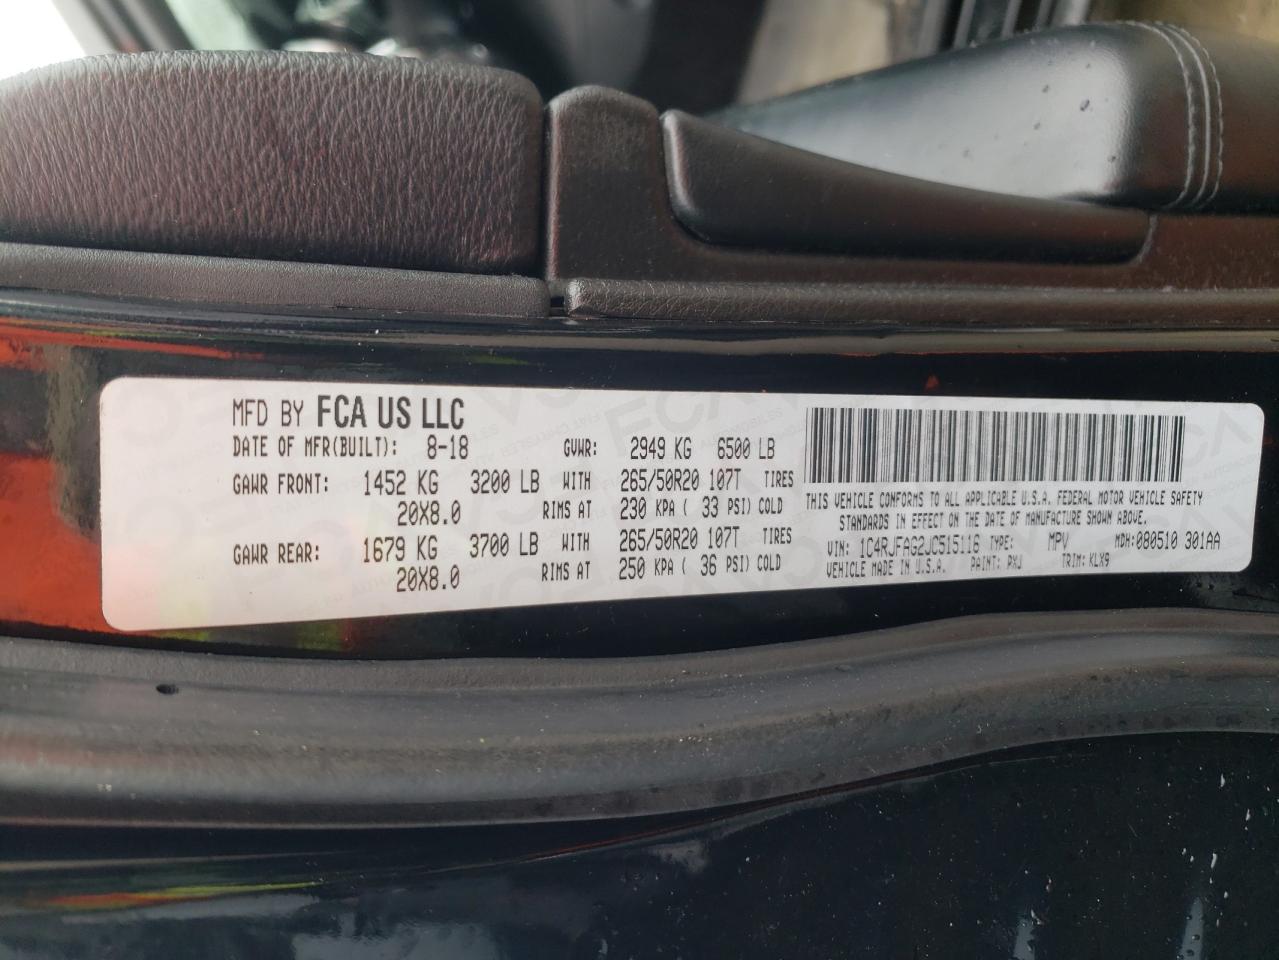 MFD BY FCA US LLC
DATE OF MFR(BUILT): 8-18 GVWR: 2949 KG 6500 LB
GAWR FRONT: 1452 KG 3200 LB WITH 265/50R20 107T TIRES
20X8.0 RIMS AT 230 KPA ( 33 PSI) COLD
GAWR REAR: 1679 KG 3700 LB WITH 265/50R20 107T TIRES
20X8.0 RIMS AT 250 KPA ( 36 PSI) COLD
THIS VEHICLE CONFORMS TO ALL APPLICABLE U.S.A. FEDERAL MOTOR VEHICLE SAFETY
STANDARDS IN EFFECT ON THE DATE OF MANUFACTURE SHOWN ABOVE.
VIN: 1C4RJFAG2JC515116 TYPE: MPV MDH: 080510 301AA
VEHICLE MADE IN U.S.A. PAINT: PXJ TRIM: KLX9